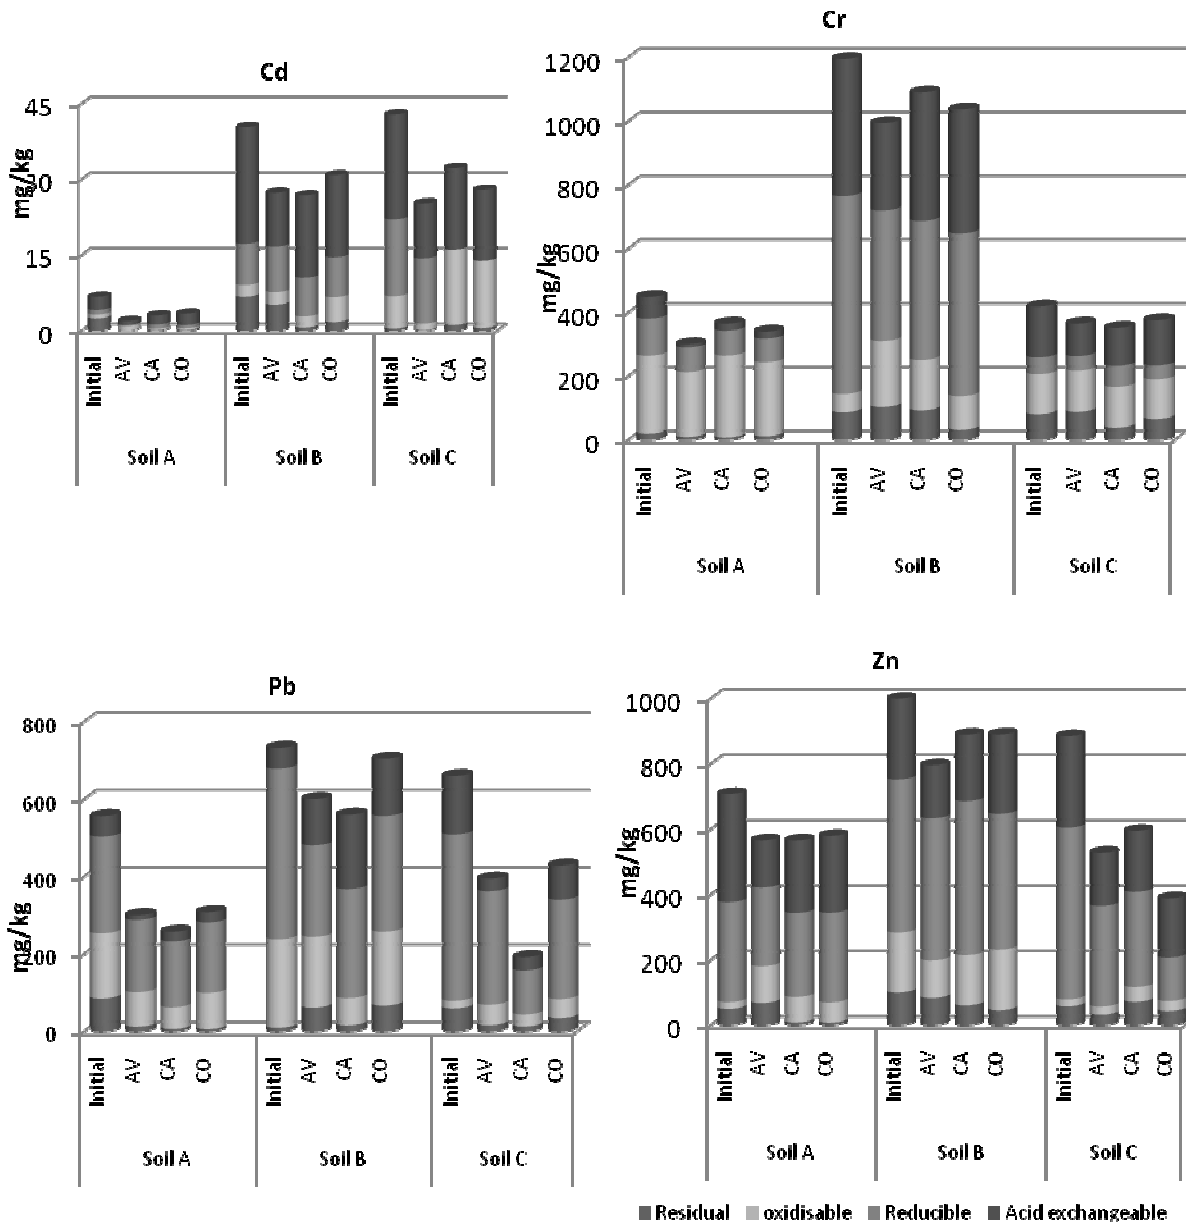 Cd
45
30
15
0
mg/kg
Initial AV CA CO Initial AV CA CO Initial AV CA CO
Soil A Soil B Soil C
Cr
1200
1000
800
600
400
200
0
mg/kg
Initial AV CA CO Initial AV CA CO Initial AV CA CO
Soil A Soil B Soil C
Pb
800
600
400
200
0
mg/kg
Initial AV CA CO Initial AV CA CO Initial AV CA CO
Soil A Soil B Soil C
Zn
1000
800
600
400
200
0
mg/kg
Initial AV CA CO Initial AV CA CO Initial AV CA CO
Soil A Soil B Soil C
Residual oxidisable Reducible Acid exchangeable